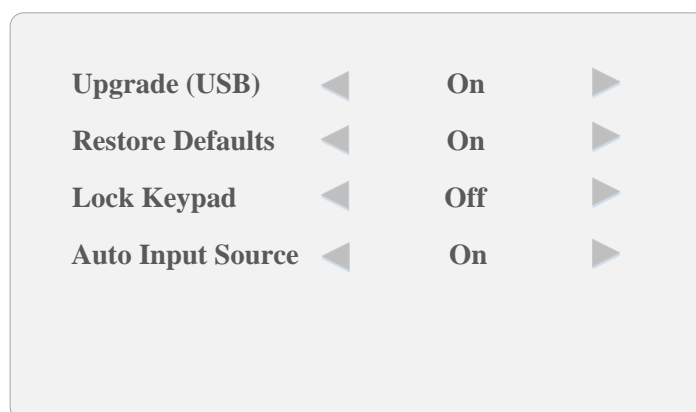 Upgrade (USB) On
Restore Defaults On
Lock Keypad Off
Auto Input Source On